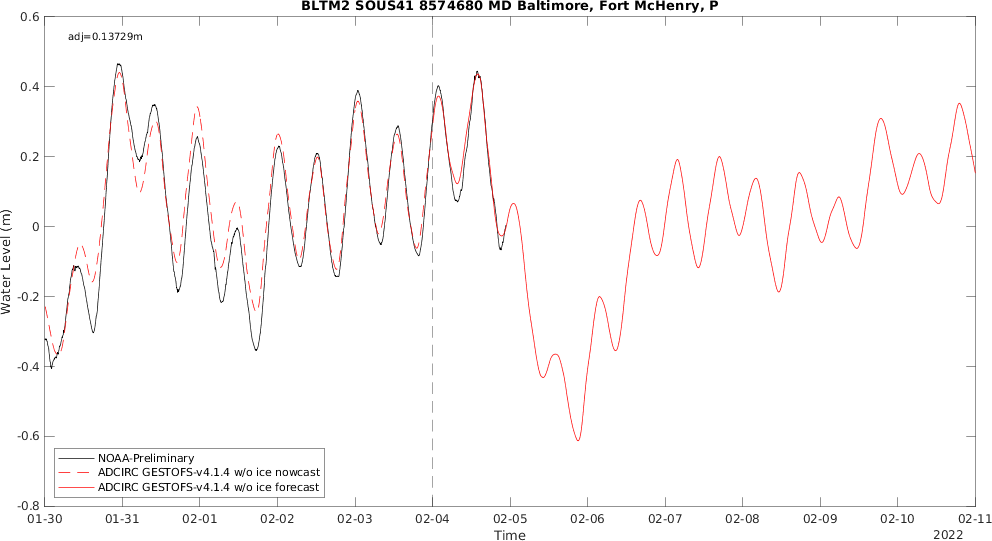 BLTM2 SOUS41 8574680 MD Baltimore, Fort McHenry, P
adj=0.13729m
0.6
0.4
0.2
0
-0.2
-0.4
-0.6
-0.8
Water Level (m)
NOAA-Preliminary
ADCIRC GESTOFS-v4.1.4 w/o ice nowcast
ADCIRC GESTOFS-v4.1.4 w/o ice forecast
01-30 01-31 02-01 02-02 02-03 02-04 02-05 02-06 02-07 02-08 02-09 02-10 02-11
Time
2022